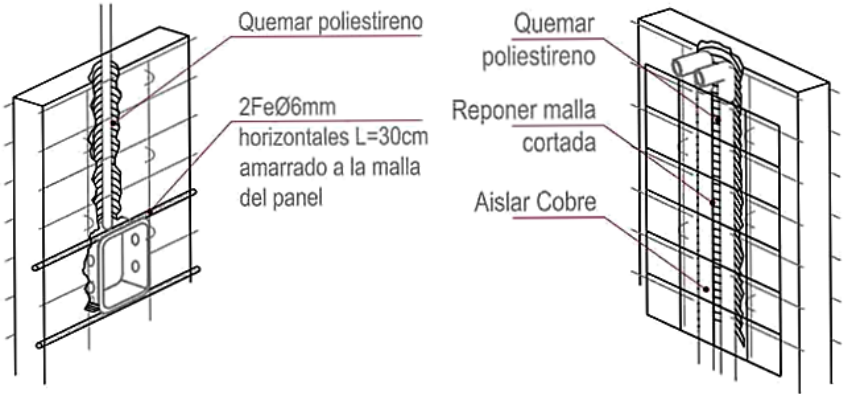 Quemar poliestireno
2FeØ6mm
horizontales L=30cm
amarrado a la malla
del panel
Quemar
poliestireno
Reponer malla
cortada
Aislar Cobre